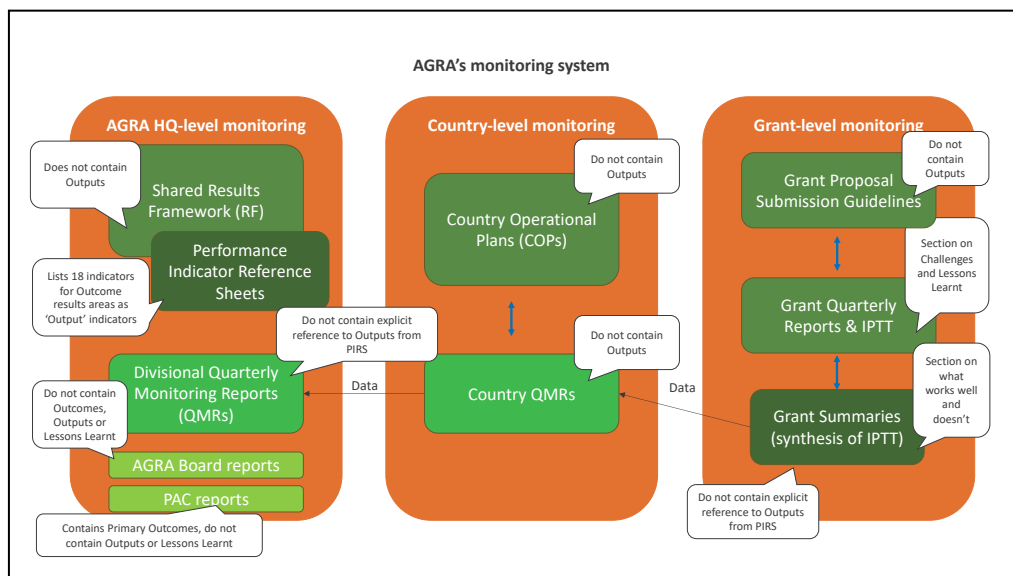 AGRA's monitoring system
AGRA HQ-level monitoring
Does not contain
Outputs
Shared Results
Framework (RF)
Performance
Indicator Reference
Sheets
Lists 18 indicators
for Outcome
results areas as
'Output' indicators
Do not contain explicit
reference to Outputs from
PIRS
Divisional Quarterly
Monitoring Reports
(QMRs)
Do not contain
Outcomes,
Outputs or
Lessons Learnt
AGRA Board reports
PAC reports
Contains Primary Outcomes, do not
contain Outputs or Lessons Learnt
Data
Country-level monitoring
Do not contain
Outputs
Country Operational
Plans (COPs)
Do not contain
Outputs
Country QMRs
Data
Grant-level monitoring
Do not
contain
Outputs
Grant Proposal
Submission Guidelines
Section on
Challenges and
Lessons
Learnt
Grant Quarterly
Reports & IPTT
Section on
what
works well
and
doesn't
Grant Summaries
(synthesis of IPTT)
Do not contain explicit
reference to Outputs
from PIRS